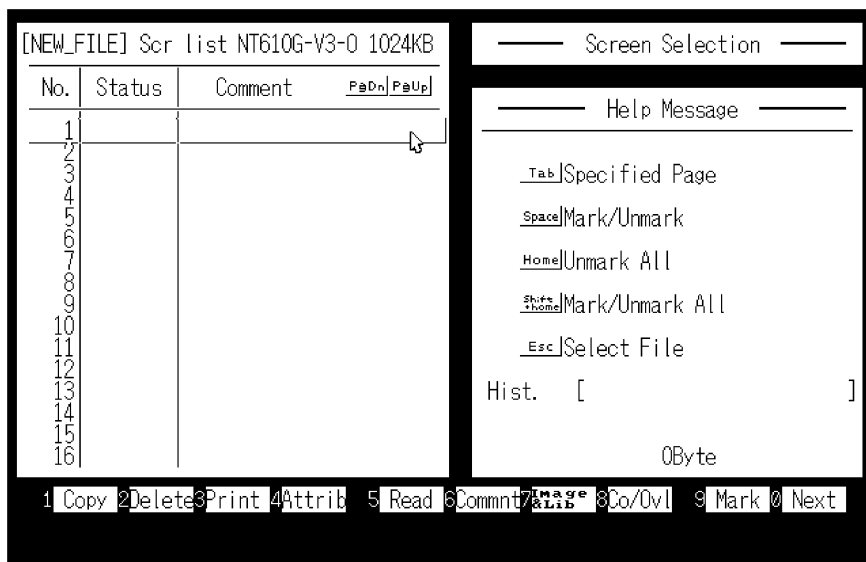 [NEW_FILE] Scr list NT610G-V3-0 1024KB
No. Status Comment PgDn PgUp
1
2
3
4
5
6
7
8
9
10
11
12
13
14
15
16
Screen Selection
Help Message
Tab Specified Page
Space Mark/Unmark
Home Unmark All
Shift +home Mark/Unmark All
Esc Select File
Hist. [ ]
0Byte
1 Copy 2 Delete 3 Print 4 Attrib 5 Read 6 Commnt 7 Image &Lib 8 Co/Ovl 9 Mark 0 Next